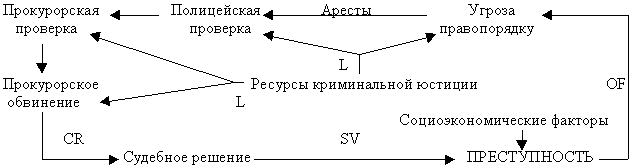 Прокурорская Полицейская Аресты Угроза
проверка проверка правопорядку
L
Прокурорское Ресурсы криминальной юстиции OF
обвинение L
Социоэкономические факторы
CR SV
Судебное решение ПРЕСТУПНОСТЬ